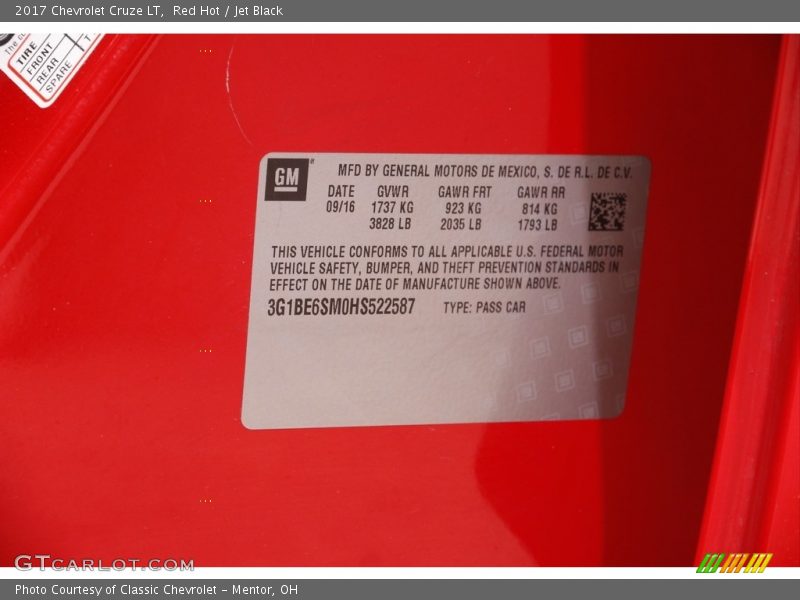 2017 Chevrolet Cruze LT,  Red Hot / Jet Black
TIRE
FRONT
REAR
SPARE
GM
MFD BY GENERAL MOTORS DE MEXICO, S. DE R.L. DE C.V.
DATE GVWR GAWR FRT GAWR RR
09/16 1737 KG 923 KG 814 KG
3828 LB 2035 LB 1793 LB
THIS VEHICLE CONFORMS TO ALL APPLICABLE U.S. FEDERAL MOTOR
VEHICLE SAFETY, BUMPER, AND THEFT PREVENTION STANDARDS IN
EFFECT ON THE DATE OF MANUFACTURE SHOWN ABOVE.
3G1BE6SM0HS522587 TYPE: PASS CAR
GTCARLOT.COM
Photo Courtesy of Classic Chevrolet - Mentor, OH